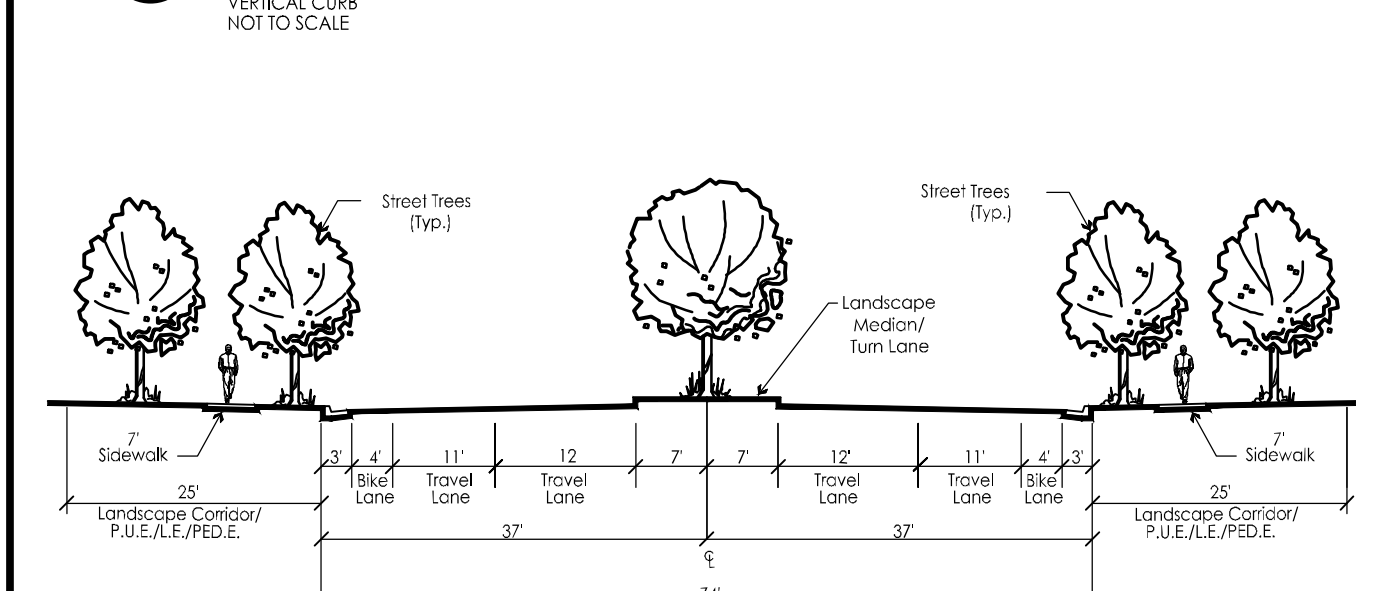 VERTICAL CURB
NOT TO SCALE
Street Trees
(Typ.)
Street Trees
(Typ.)
Landscape
Median/
Turn Lane
7'
Sidewalk
7'
Sidewalk
3' 4' 11' 12 7' 7' 12' 11' 4' 3'
Bike Travel Travel Travel Travel Bike
Lane Lane Lane Lane Lane Lane
25' 25'
Landscape Corridor/ Landscape Corridor/
P.U.E./L.E./PED.E. P.U.E./L.E./PED.E.
37' 37'
℄